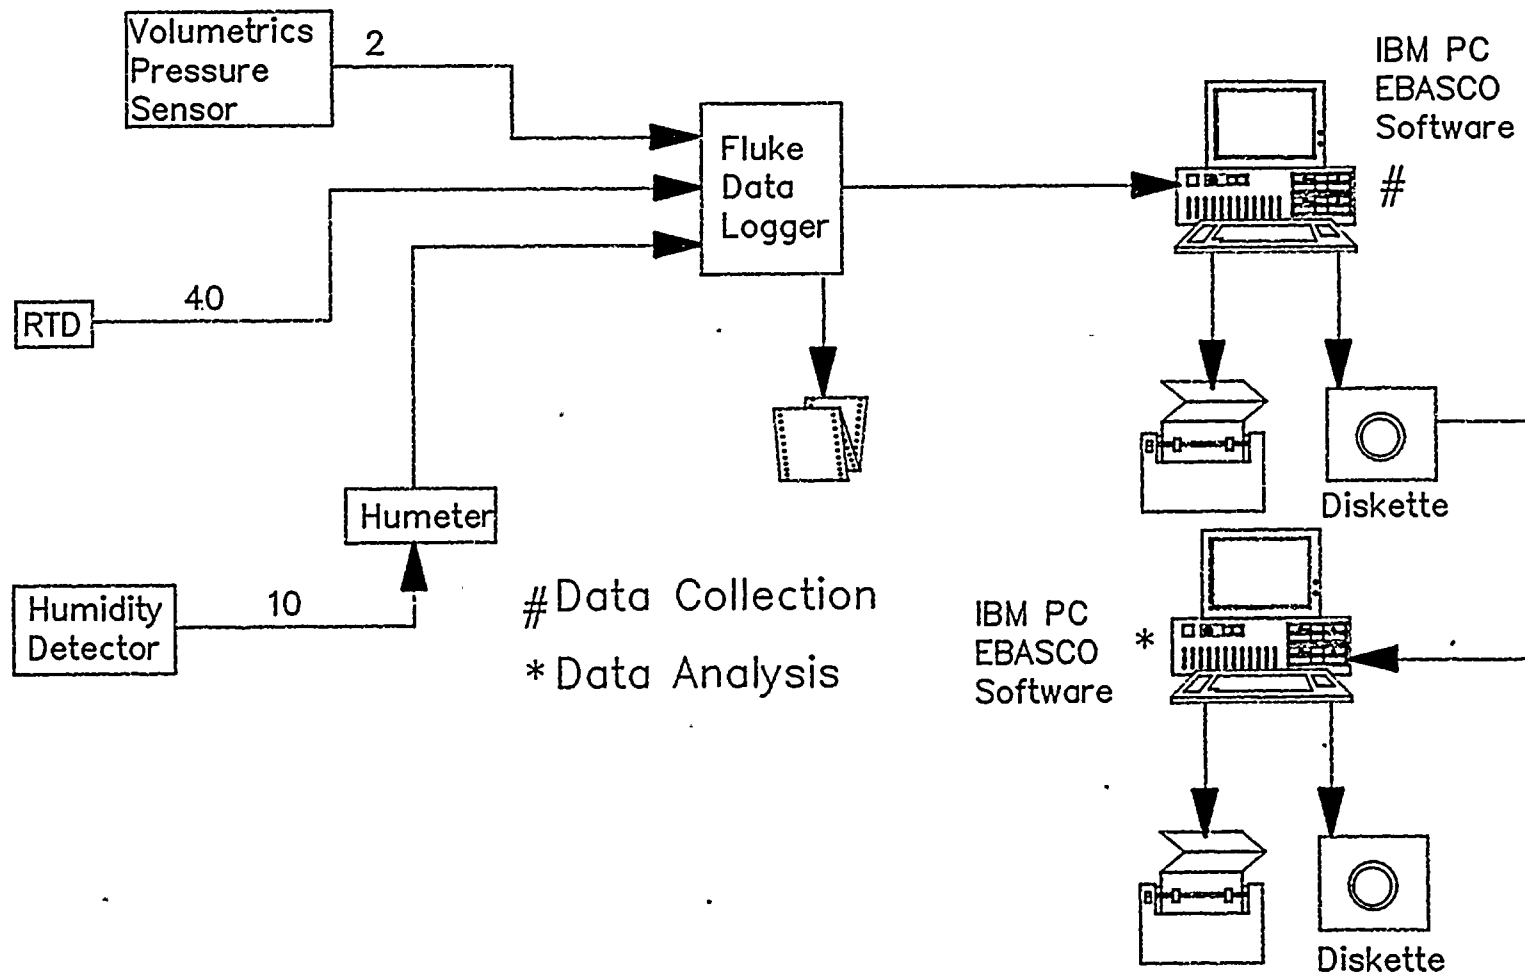 Volumetrics
Pressure
Sensor
2
IBM PC
EBASCO
Software
#
Fluke
Data
Logger
RTD
40
Diskette
Humeter
Humidity
Detector
10
# Data Collection
* Data Analysis
IBM PC
EBASCO
Software
*
Diskette